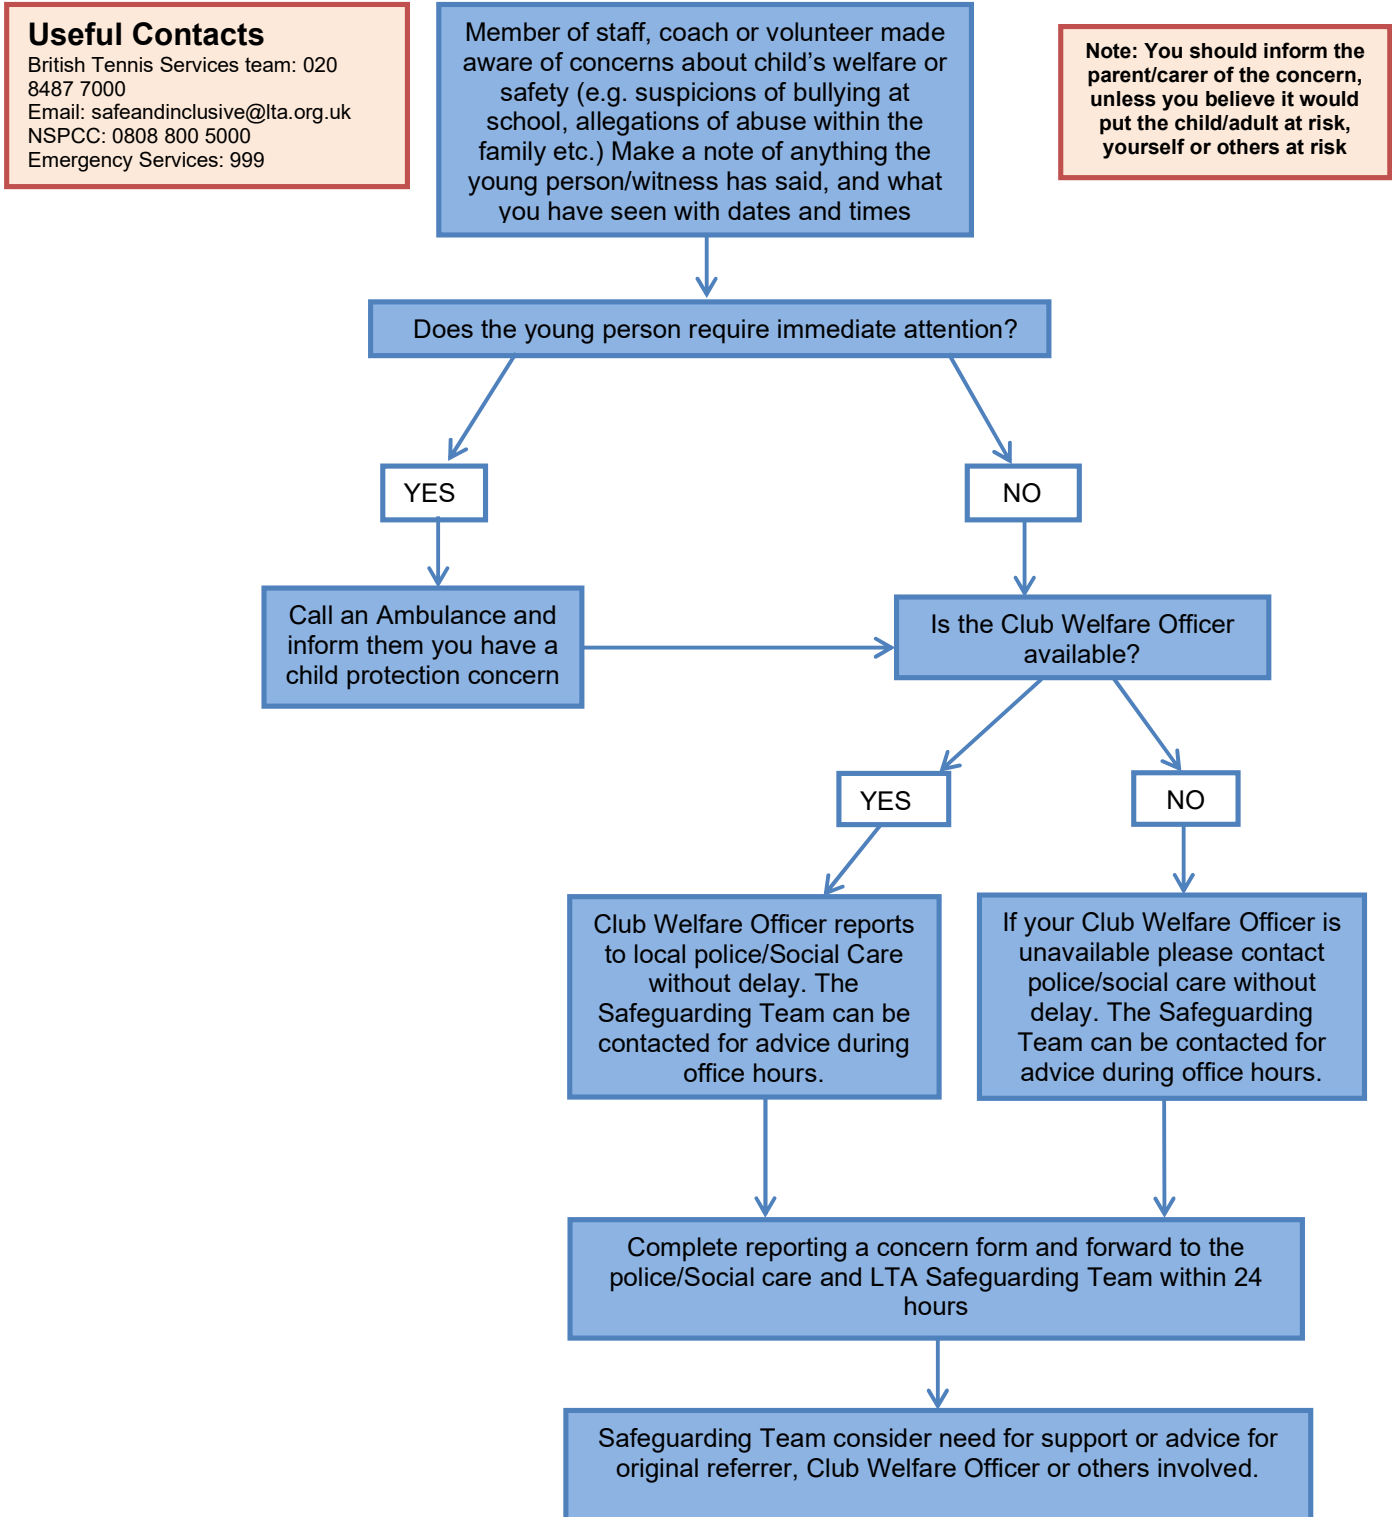 Useful Contacts
British Tennis Services team: 020
8487 7000
Email: safeandinclusive@lta.org.uk
NSPCC: 0808 800 5000
Emergency Services: 999
Member of staff, coach or volunteer made
aware of concerns about child’s welfare or
safety (e.g. suspicions of bullying at
school, allegations of abuse within the
family etc.) Make a note of anything the
young person/witness has said, and what
you have seen with dates and times
Note: You should inform the
parent/carer of the concern,
unless you believe it would
put the child/adult at risk,
yourself or others at risk
Does the young person require immediate attention?
YES
NO
Call an Ambulance and
inform them you have a
child protection concern
Is the Club Welfare Officer
available?
YES
NO
Club Welfare Officer reports
to local police/Social Care
without delay. The
Safeguarding Team can be
contacted for advice during
office hours.
If your Club Welfare Officer is
unavailable please contact
police/social care without
delay. The Safeguarding
Team can be contacted for
advice during office hours.
Complete reporting a concern form and forward to the
police/Social care and LTA Safeguarding Team within 24
hours
Safeguarding Team consider need for support or advice for
original referrer, Club Welfare Officer or others involved.